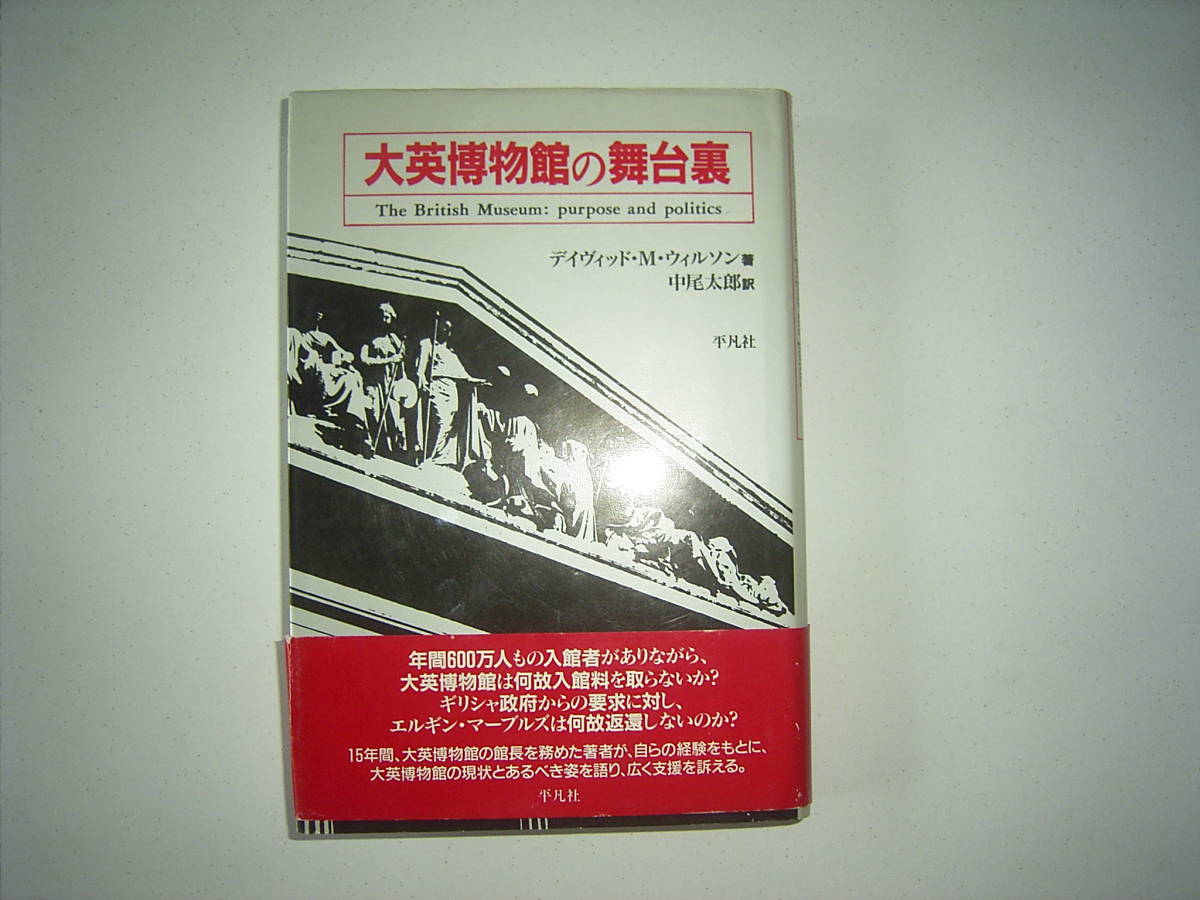 大英博物館の舞台裏
The British Museum: purpose and politics
デイヴィッド・M・ウィルソン著
中尾太郎訳
平凡社
年間600万人もの入館者がありながら、
大英博物館は何故入館料を取らないか?
ギリシャ政府からの要求に対し、
エルギン・マーブルズは何故返還しないのか?
15年間、大英博物館の館長を務めた著者が、自らの経験をもとに、
大英博物館の現状とあるべき姿を語り、広く支援を訴える。
平凡社